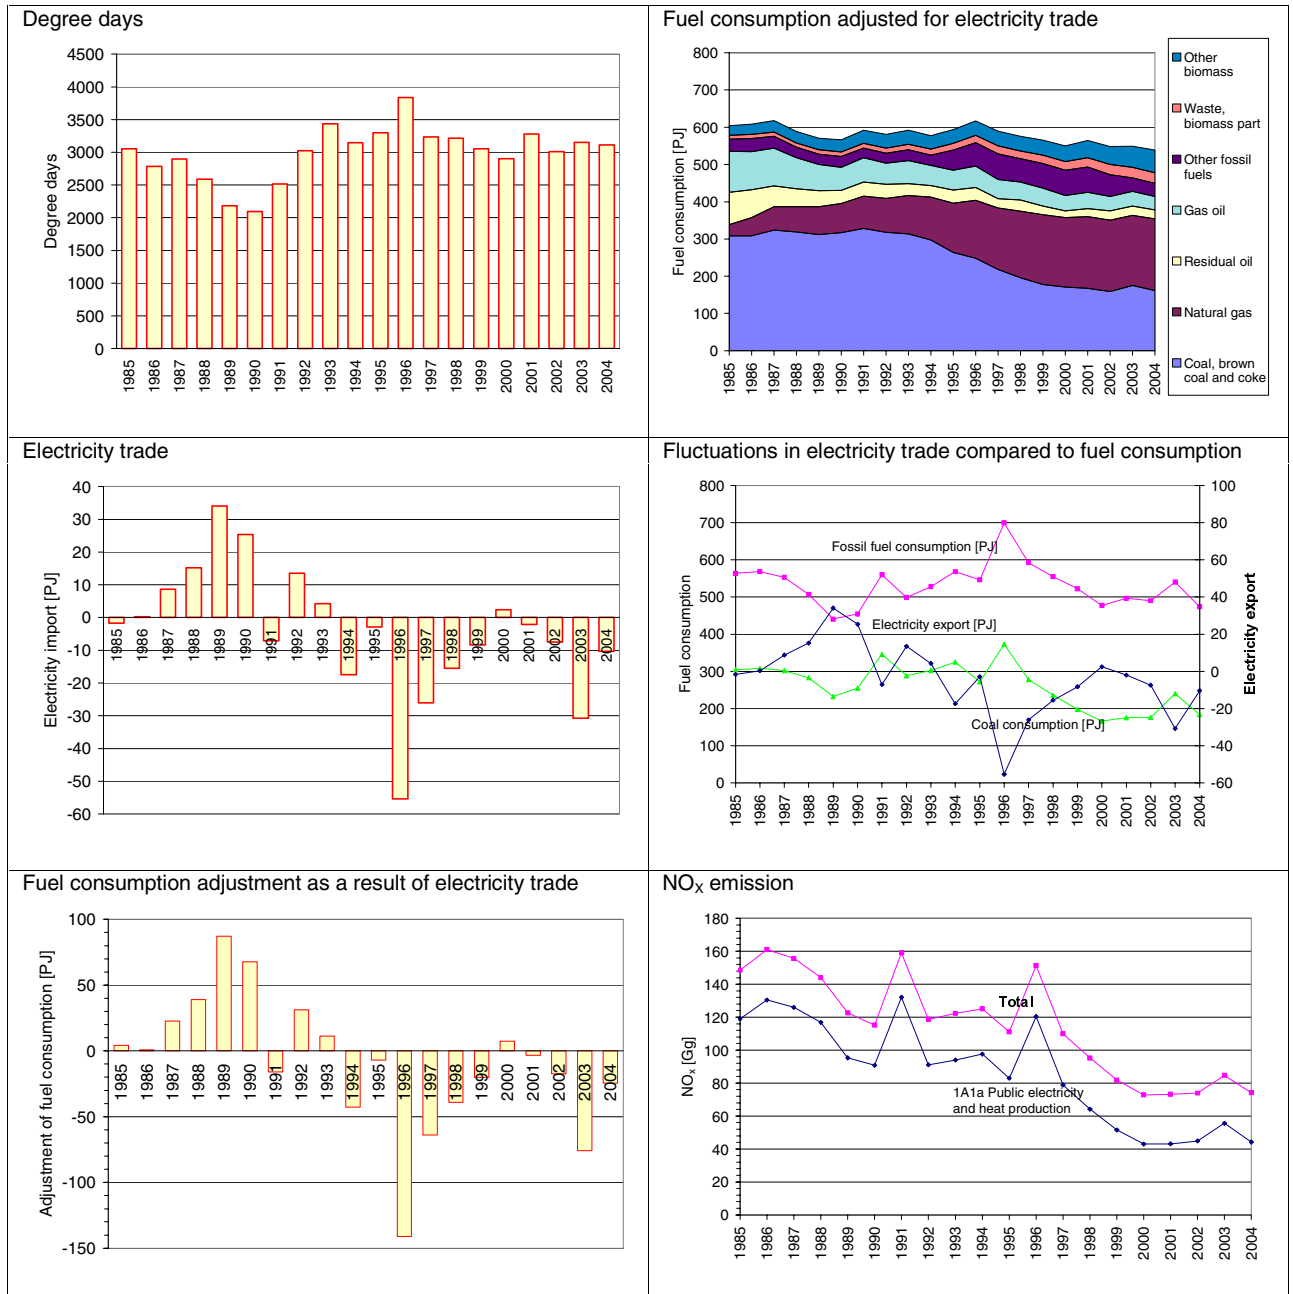 Degree days
4500
4000
3500
3000
2500
2000
1500
1000
500
0
Degree days
1985 1986 1987 1988 1989 1990 1991 1992 1993 1994 1995 1996 1997 1998 1999 2000 2001 2002 2003 2004
Fuel consumption adjusted for electricity trade
800
700
600
500
400
300
200
100
0
Fuel consumption [PJ]
1985 1986 1987 1988 1989 1990 1991 1992 1993 1994 1995 1996 1997 1998 1999 2000 2001 2002 2003 2004
Other
biomass
Waste,
biomass part
Other fossil
fuels
Gas oil
Residual oil
Natural gas
Coal, brown
coal and coke
Electricity trade
40
30
20
10
0
-10
-20
-30
-40
-50
-60
Electricity import [PJ]
1985 1986 1987 1988 1989 1990 1991 1992 1993 1994 1995 1996 1997 1998 1999 2000 2001 2002 2003 2004
Fluctuations in electricity trade compared to fuel consumption
800
700
600
500
400
300
200
100
0
Fuel consumption
Fossil fuel consumption [PJ]
Electricity export [PJ]
Coal consumption [PJ]
100
80
60
40
20
0
-20
-40
-60
Electricity export
1985 1986 1987 1988 1989 1990 1991 1992 1993 1994 1995 1996 1997 1998 1999 2000 2001 2002 2003 2004
Fuel consumption adjustment as a result of electricity trade
100
50
0
-50
-100
-150
Adjustment of fuel consumption [PJ]
1985 1986 1987 1988 1989 1990 1991 1992 1993 1994 1995 1996 1997 1998 1999 2000 2001 2002 2003 2004
NOx emission
180
160
140
120
100
80
60
40
20
0
NOx [Gg]
Total
1A1a Public electricity
and heat production
1985 1986 1987 1988 1989 1990 1991 1992 1993 1994 1995 1996 1997 1998 1999 2000 2001 2002 2003 2004